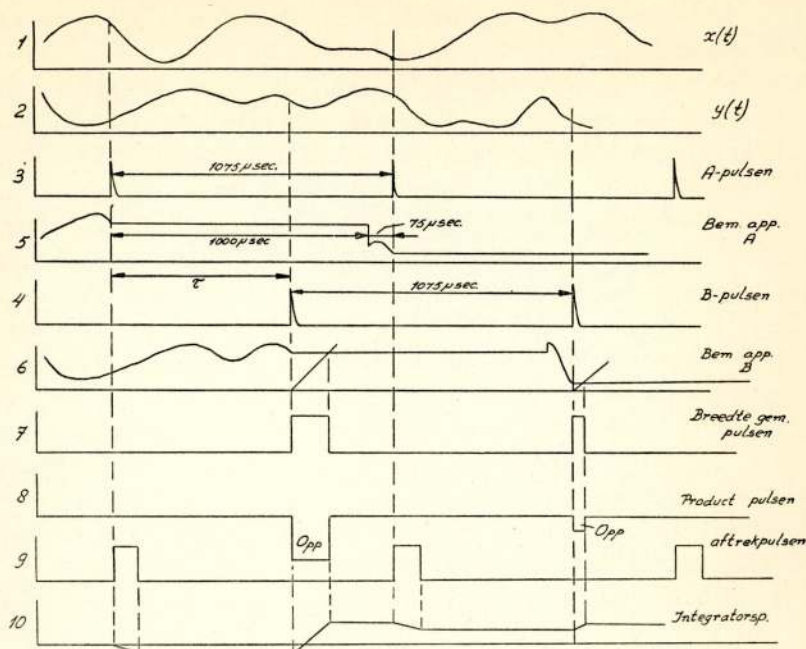 1 x(t)
2 y(t)
3 1075 μsec. A-pulsen
5 1000 μsec 75 μsec. Bem. app. A
τ
4 1075 μsec. B-pulsen
6 Bem app. B
7 Breedte gem. pulsen
8 Product pulsen
Opp Opp
9 aftrekpulsen
10 Integratorsp.